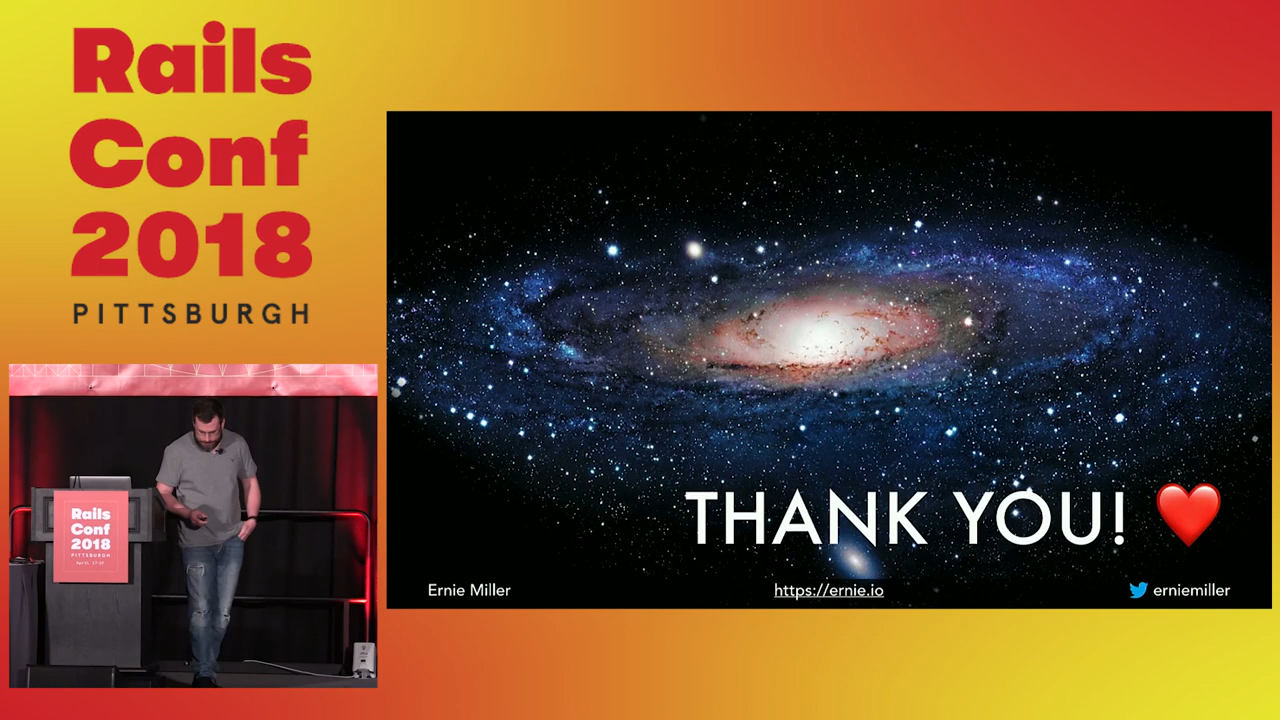 Rails
Conf
2018
PITTSBURGH
THANK YOU! ❤️
Ernie Miller
https://ernie.io
erniemiller
Rails
Conf
2018
PITTSBURGH